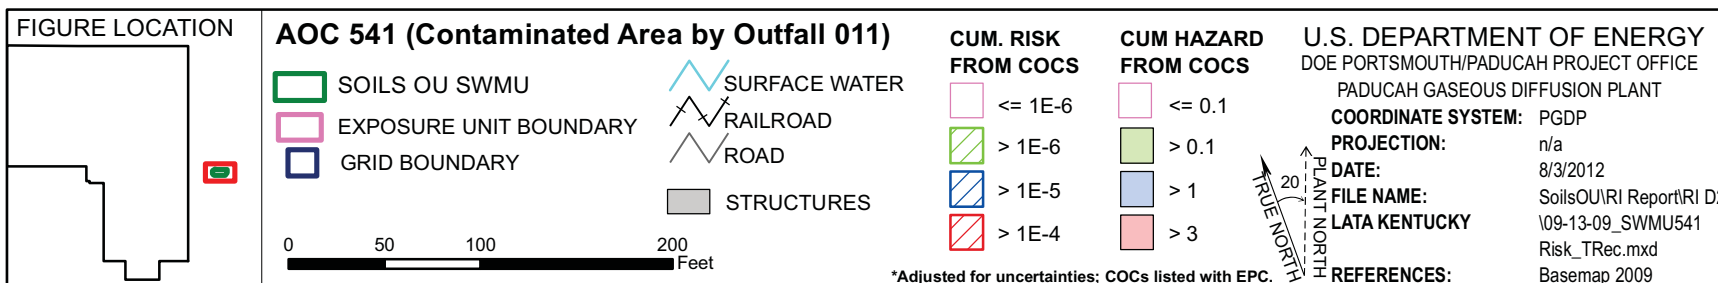 FIGURE LOCATION
AOC 541 (Contaminated Area by Outfall 011)
SOILS OU SWMU
EXPOSURE UNIT BOUNDARY
GRID BOUNDARY
SURFACE WATER
RAILROAD
ROAD
STRUCTURES
0 50 100 200
Feet
CUM. RISK
FROM COCS
<= 1E-6
> 1E-6
> 1E-5
> 1E-4
CUM HAZARD
FROM COCS
<= 0.1
> 0.1
> 1
> 3
*Adjusted for uncertainties; COCs listed with EPC.
TRUE NORTH
20
PLANT NORTH
U.S. DEPARTMENT OF ENERGY
DOE PORTSMOUTH/PADUCAH PROJECT OFFICE
PADUCAH GASEOUS DIFFUSION PLANT
COORDINATE SYSTEM: PGDP
PROJECTION: n/a
DATE: 8/3/2012
FILE NAME: SoilsOU\RI Report\RI D2
LATA KENTUCKY \09-13-09_SWMU541
Risk_TRec.mxd
REFERENCES: Basemap 2009